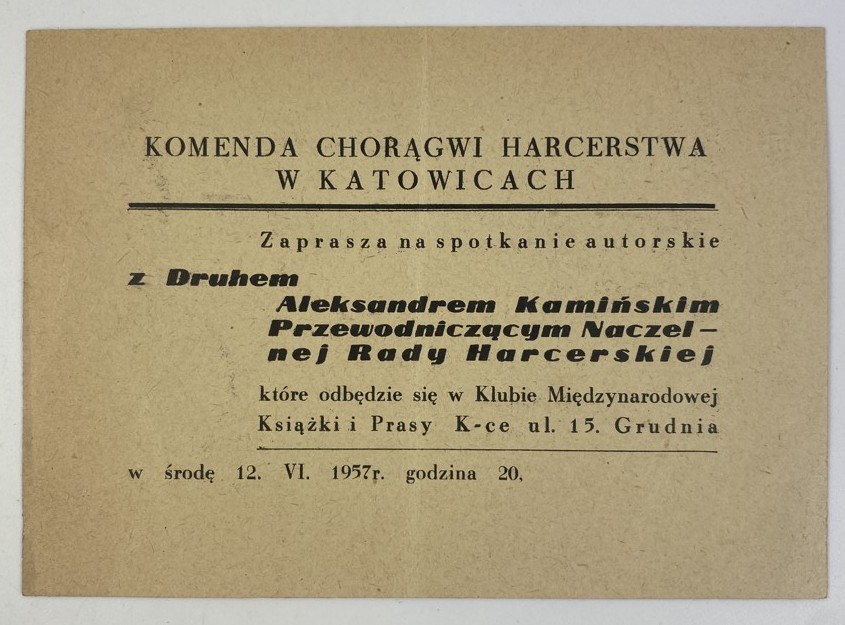 KOMENDA CHORĄGWI HARCERSTWA
W KATOWICACH
Zaprasza na spotkanie autorskie
z Druhem
Aleksandrem Kamińskim
Przewodniczącym Naczel-
nej Rady Harcerskiej
które odbędzie się w Klubie Międzynarodowej
Książki i Prasy K-ce ul. 15. Grudnia
w środę 12. VI. 1957r. godzina 20,